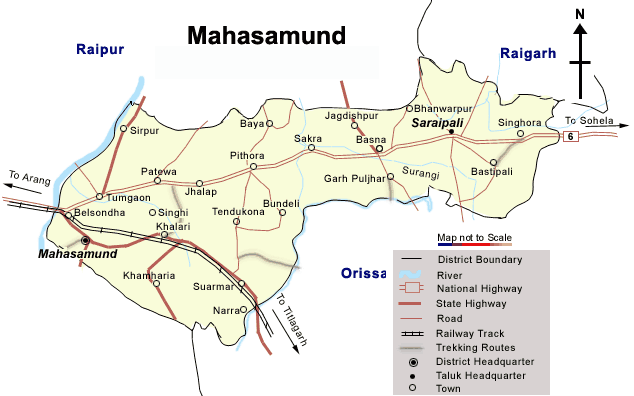 Mahasamund
N
Raipur
Raigarh
Bhanwarpur
Jagdishpur
Saraipali
Singhora
To Sohela
Baya
Sirpur
6
Sakra
Basna
Pithora
Patewa
Bastipali
To Arang
Garh Puljhar
Surangi
Jhalap
Tumgaon
Belsondha
Singhi
Bundeli
Tendukona
Khalari
Mahasamund
Map not to Scale
Khamharia
Orissa
Suarmar
Narra
To Titlagarh
District Boundary
River
National Highway
State Highway
Road
Railway Track
Trekking Routes
District Headquarter
Taluk Headquarter
Town